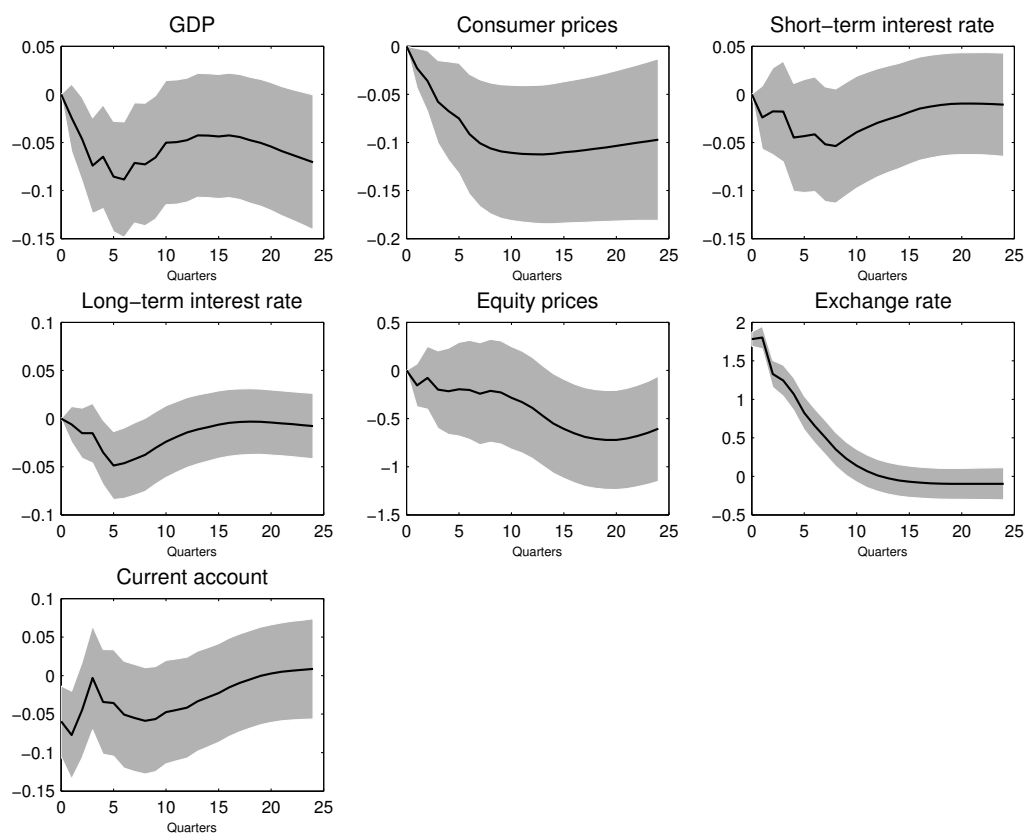 GDP
0.05
0
−0.05
−0.1
−0.15
0 5 10 15 20 25
Quarters
Consumer prices
0
−0.05
−0.1
−0.15
−0.2
0 5 10 15 20 25
Quarters
Short−term interest rate
0.05
0
−0.05
−0.1
−0.15
0 5 10 15 20 25
Quarters
Long−term interest rate
0.1
0.05
0
−0.05
−0.1
0 5 10 15 20 25
Quarters
Equity prices
0.5
0
−0.5
−1
−1.5
0 5 10 15 20 25
Quarters
Exchange rate
2
1.5
1
0.5
0
−0.5
0 5 10 15 20 25
Quarters
Current account
0.1
0.05
0
−0.05
−0.1
−0.15
0 5 10 15 20 25
Quarters